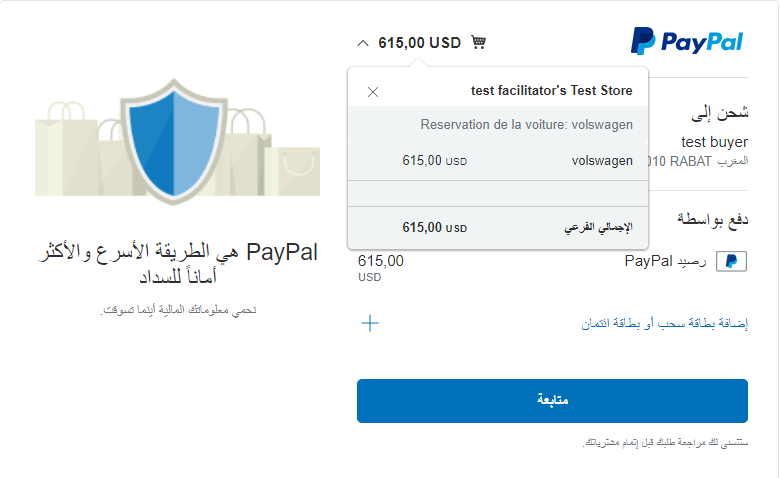 615,00 USD
PayPal
test facilitator's Test Store
Reservation de la voiture: volswagen
volswagen 615,00 USD
الإجمالي الفرعي 615,00 USD
شحن إلى
test buyer
010 RABAT المغرب
دفع بواسطة
رصيد PayPal 615,00
USD
إضافة بطاقة سحب أو بطاقة ائتمان
متابعة
ستتسنى لك مراجعة طلبك قبل إتمام مشترياتك.
PayPal هي الطريقة الأسرع والأكثر
أماناً للسداد
نحمي معلوماتك المالية أينما تسوقت.